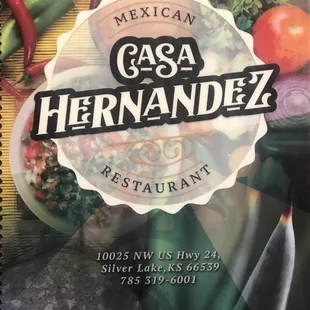 MEXICAN
CASA
HERNANDEZ
RESTAURANT
10025 NW US Hwy 24,
Silver Lake,KS 66539
785 319-6001